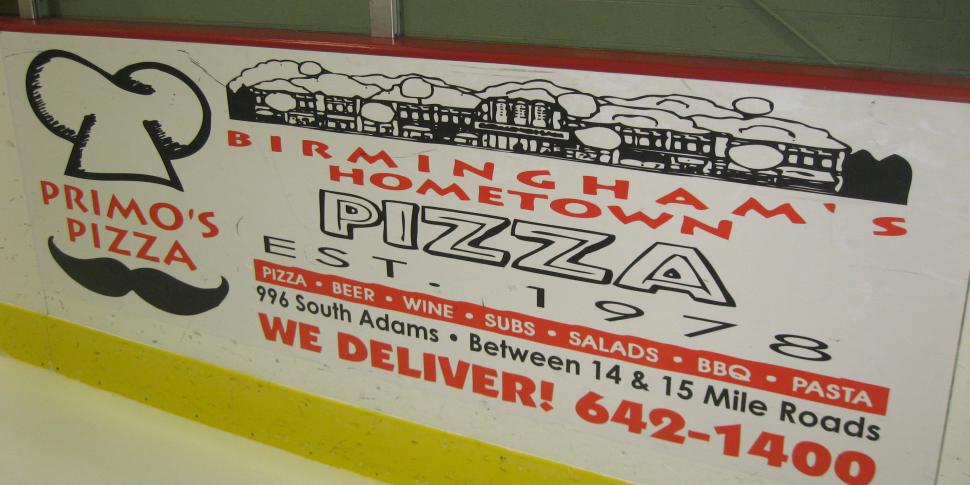 PRIMO'S
PIZZA
BIRMINGHAM'S
HOMETOWN
PIZZA
EST. 1978
PIZZA • BEER • WINE • SUBS • SALADS • BBQ • PASTA
996 South Adams • Between 14 & 15 Mile Roads
WE DELIVER! 642-1400